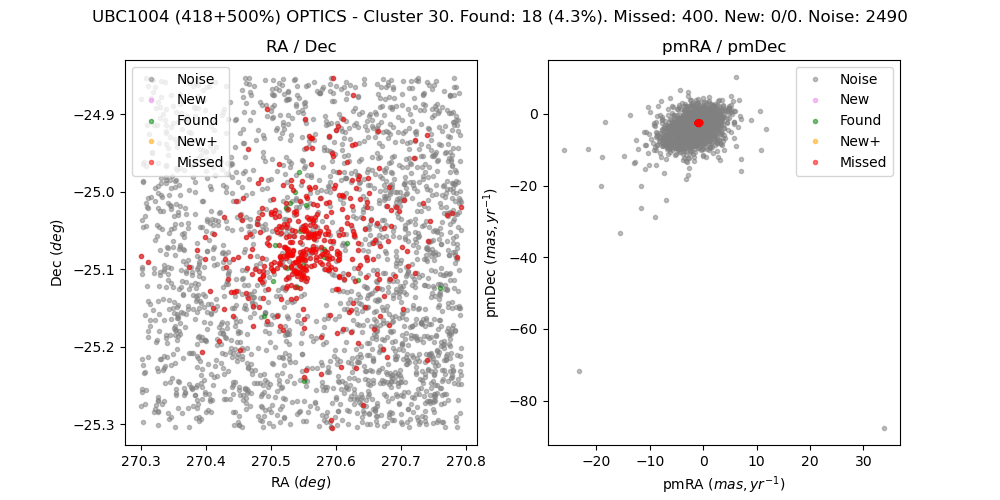 UBC1004 (418+500%) OPTICS - Cluster 30. Found: 18 (4.3%). Missed: 400. New: 0/0. Noise: 2490
RA / Dec
Noise
New
Found
New+
Missed
−24.9
−25.0
−25.1
−25.2
−25.3
Dec (deg)
270.3 270.4 270.5 270.6 270.7 270.8
RA (deg)
pmRA / pmDec
Noise
New
Found
New+
Missed
0
−20
−40
−60
−80
pmDec (mas, yr⁻¹)
−20 −10 0 10 20 30
pmRA (mas, yr⁻¹)